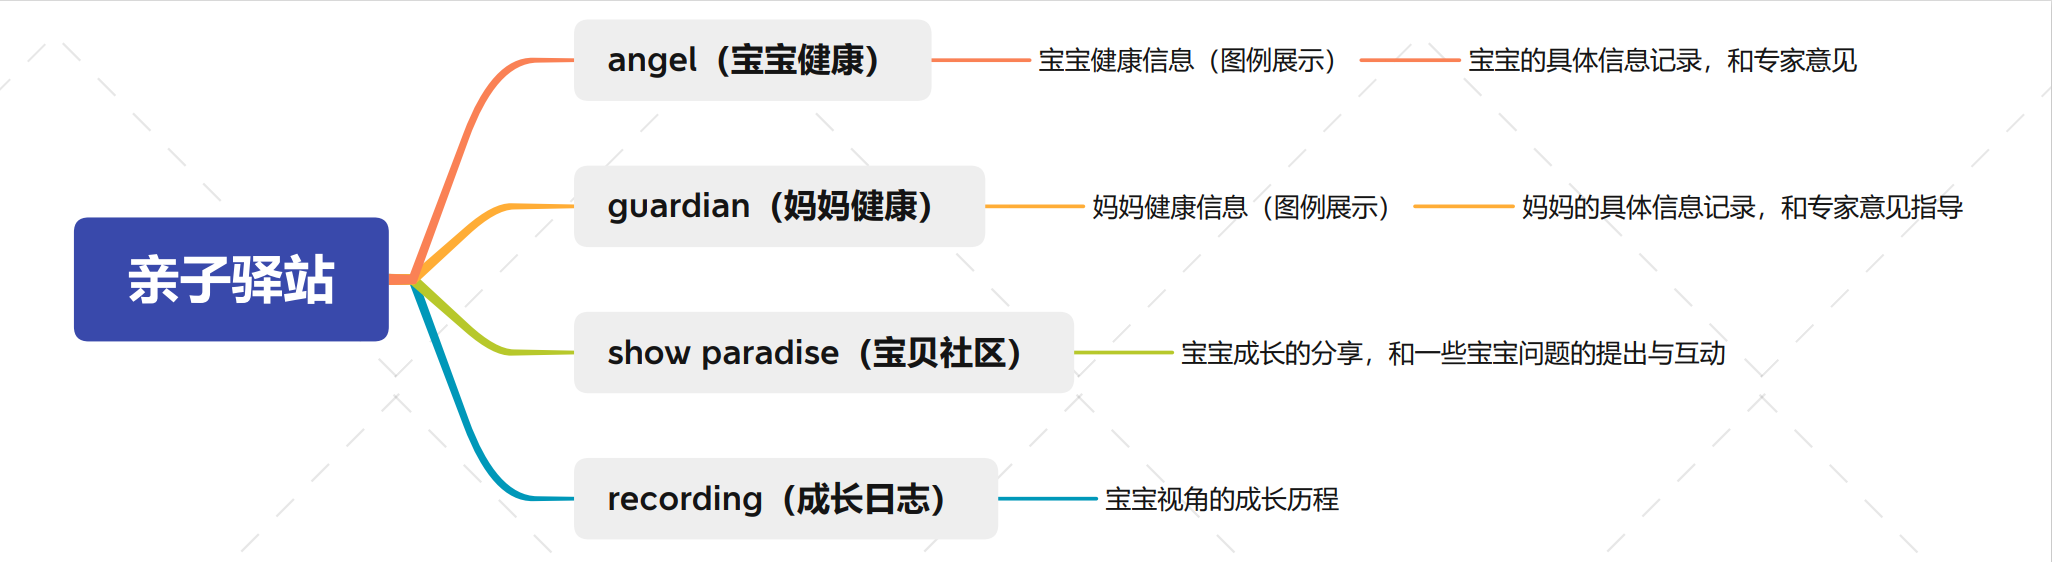 亲子驿站
angel（宝宝健康）
宝宝健康信息（图例展示）
宝宝的具体信息记录，和专家意见
guardian（妈妈健康）
妈妈健康信息（图例展示）
妈妈的具体信息记录，和专家意见指导
show paradise（宝贝社区）
宝宝成长的分享，和一些宝宝问题的提出与互动
recording（成长日志）
宝宝视角的成长历程